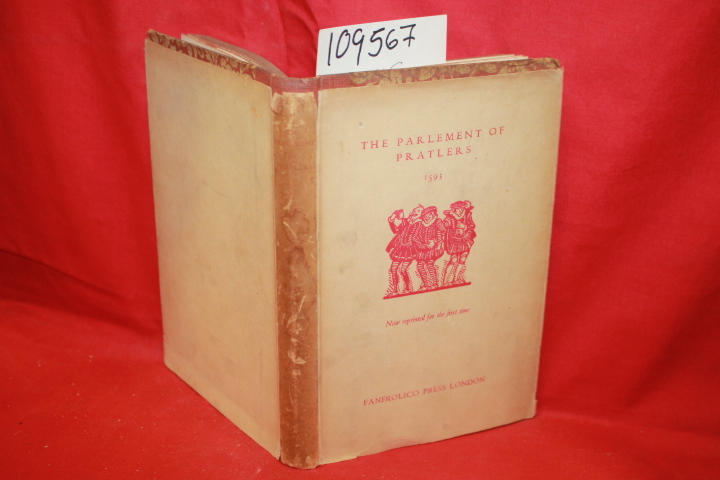 109567
THE PARLEMENT OF
PRATLERS
1593
Now reprinted for the first time
FANFROLICO PRESS LONDON